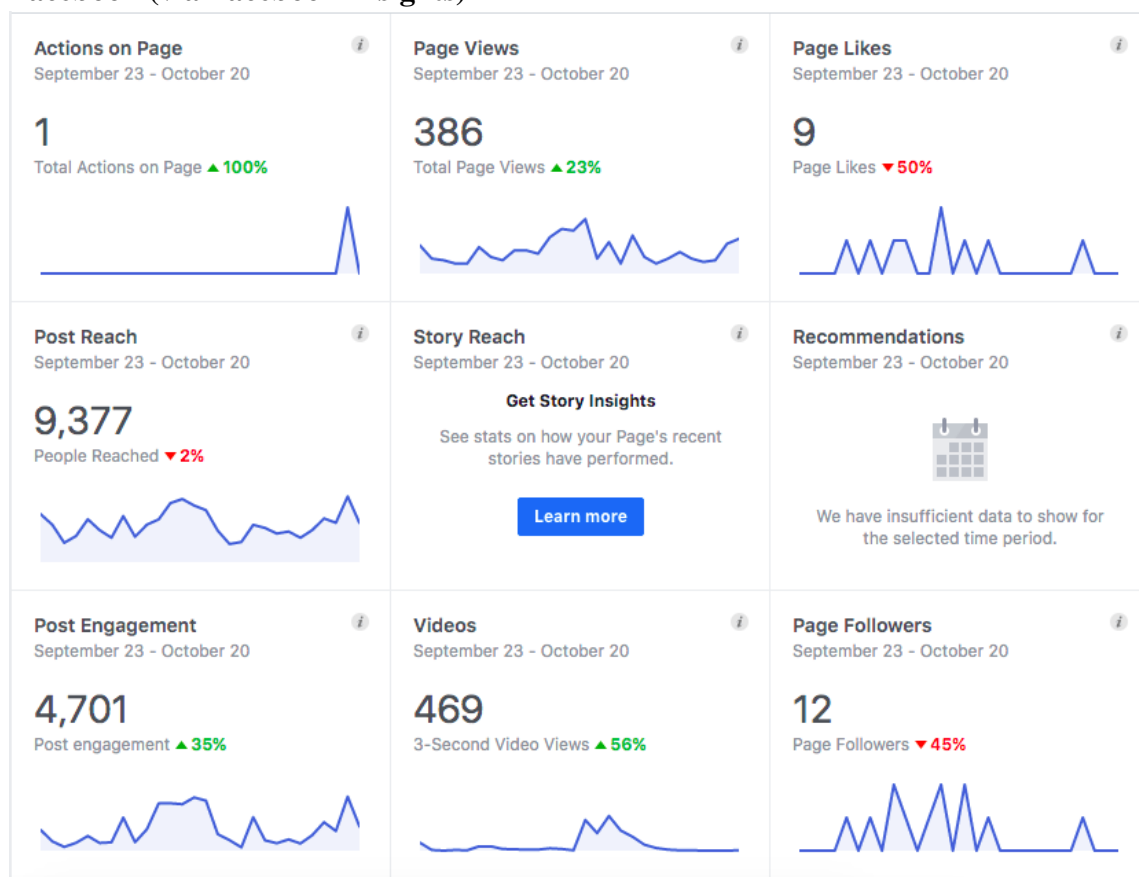 Actions on Page
September 23 - October 20
1
Total Actions on Page ▲ 100%
Page Views
September 23 - October 20
386
Total Page Views ▲ 23%
Page Likes
September 23 - October 20
9
Page Likes ▼ 50%
Post Reach
September 23 - October 20
9,377
People Reached ▼ 2%
Story Reach
September 23 - October 20
Get Story Insights
See stats on how your Page's recent
stories have performed.
Learn more
Recommendations
September 23 - October 20
We have insufficient data to show for
the selected time period.
Post Engagement
September 23 - October 20
4,701
Post engagement ▲ 35%
Videos
September 23 - October 20
469
3-Second Video Views ▲ 56%
Page Followers
September 23 - October 20
12
Page Followers ▼ 45%